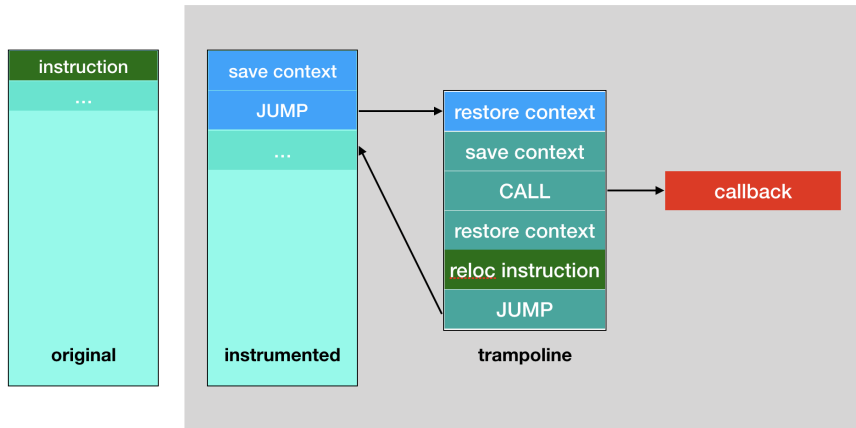 instruction
...
original
save context
JUMP
...
instrumented
restore context
save context
CALL
restore context
reloc instruction
JUMP
trampoline
callback